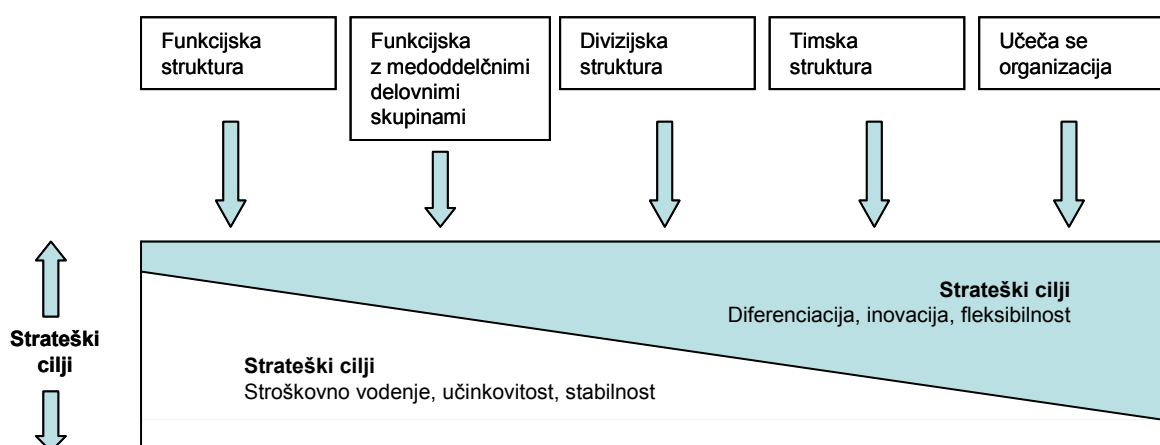 Funkcijska
struktura
Funkcijska
z medoddelčnimi
delovnimi
skupinami
Divizijska
struktura
Timska
struktura
Učeča se
organizacija
Strateški
cilji
Strateški cilji
Diferenciacija, inovacija, fleksibilnost
Strateški cilji
Stroškovno vodenje, učinkovitost, stabilnost